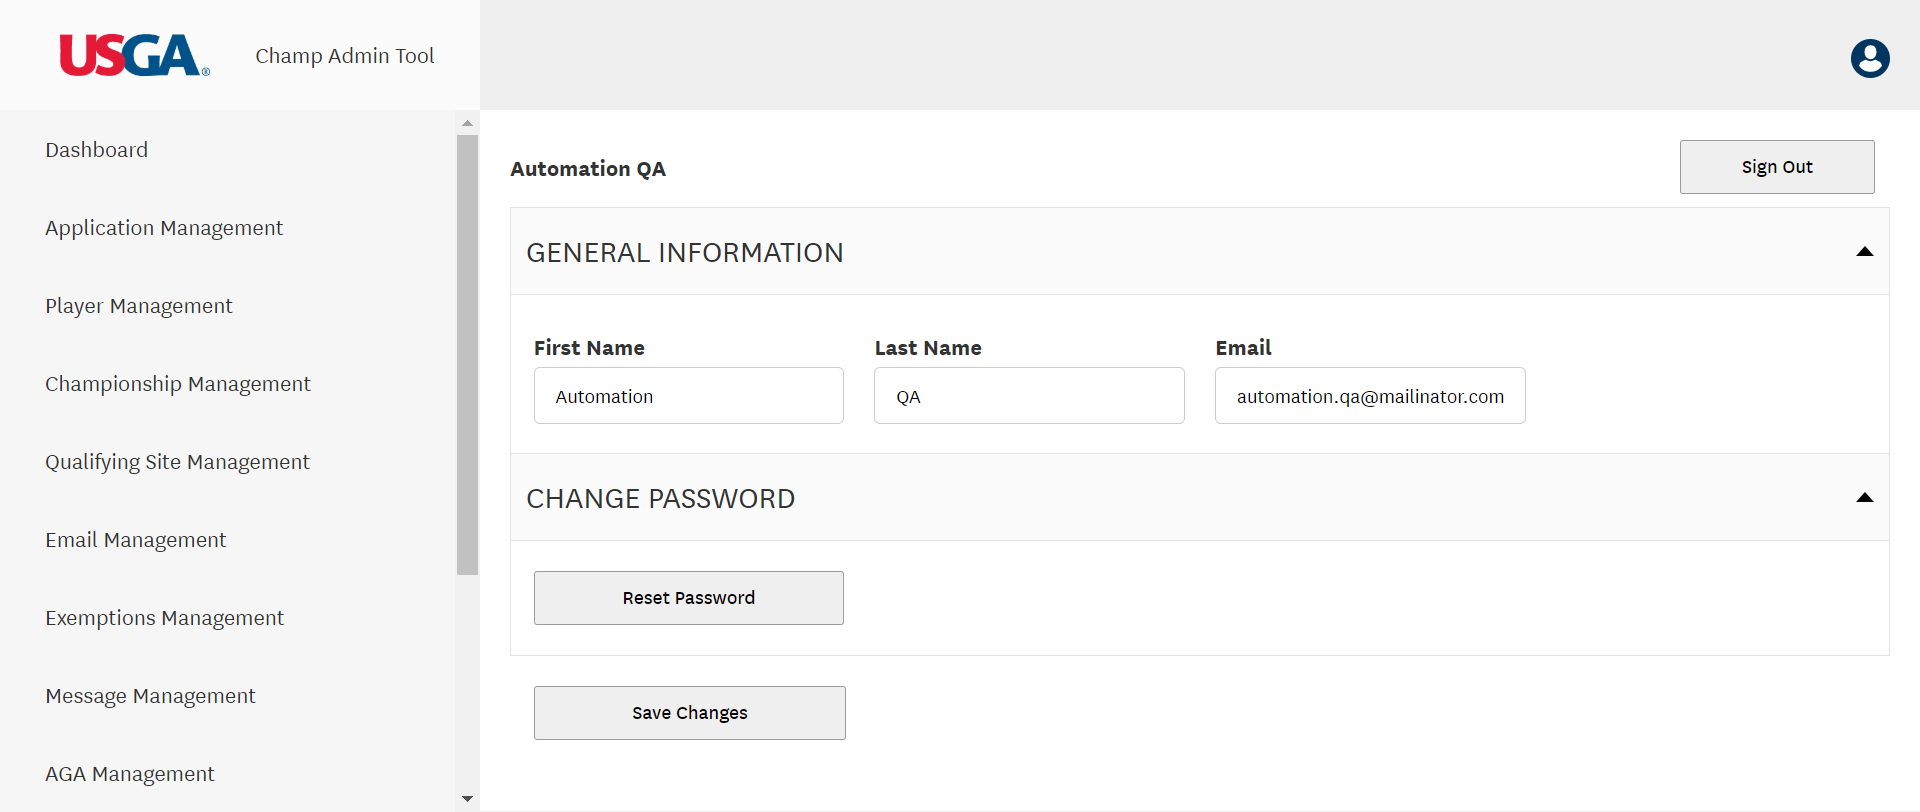 USGA®
Champ Admin Tool
Dashboard
Application Management
Player Management
Championship Management
Qualifying Site Management
Email Management
Exemptions Management
Message Management
AGA Management
Automation QA
Sign Out
GENERAL INFORMATION
First Name
Last Name
Email
Automation
QA
automation.qa@mailinator.com
CHANGE PASSWORD
Reset Password
Save Changes